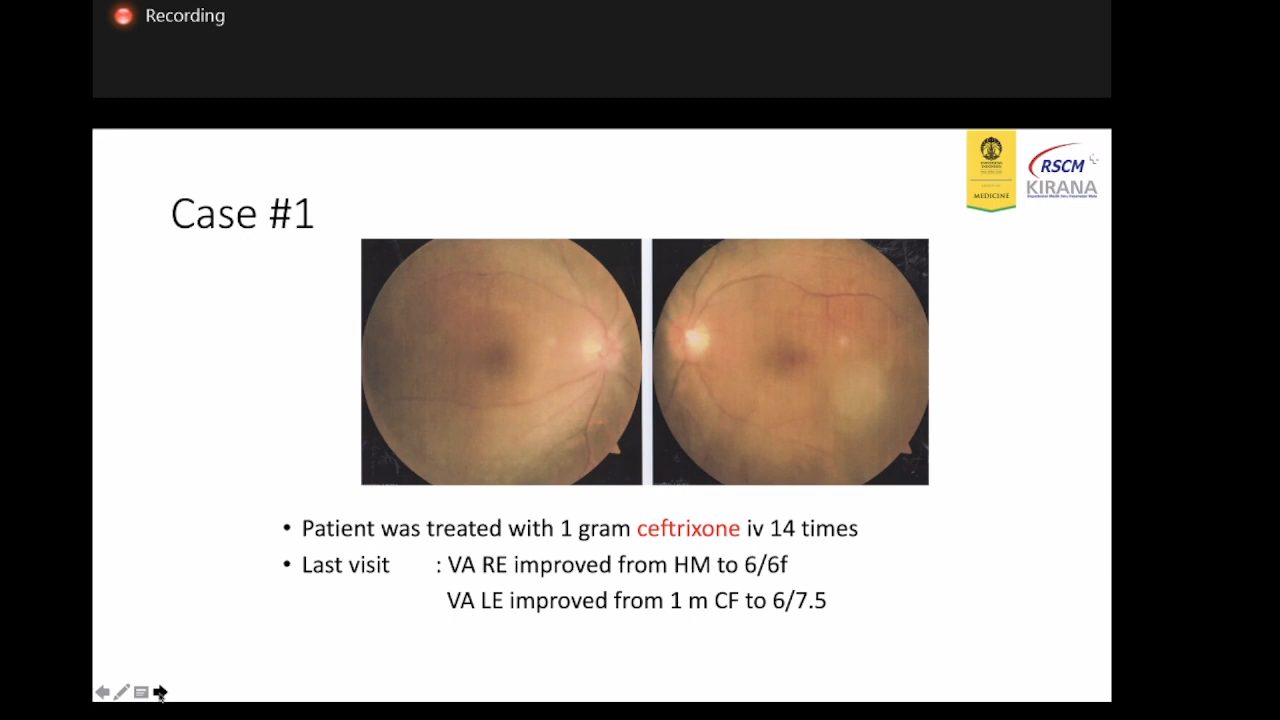 Recording
MEDICINE
RSCM
KIRANA
Case #1
• Patient was treated with 1 gram ceftrixone iv 14 times
• Last visit : VA RE improved from HM to 6/6f
VA LE improved from 1 m CF to 6/7.5